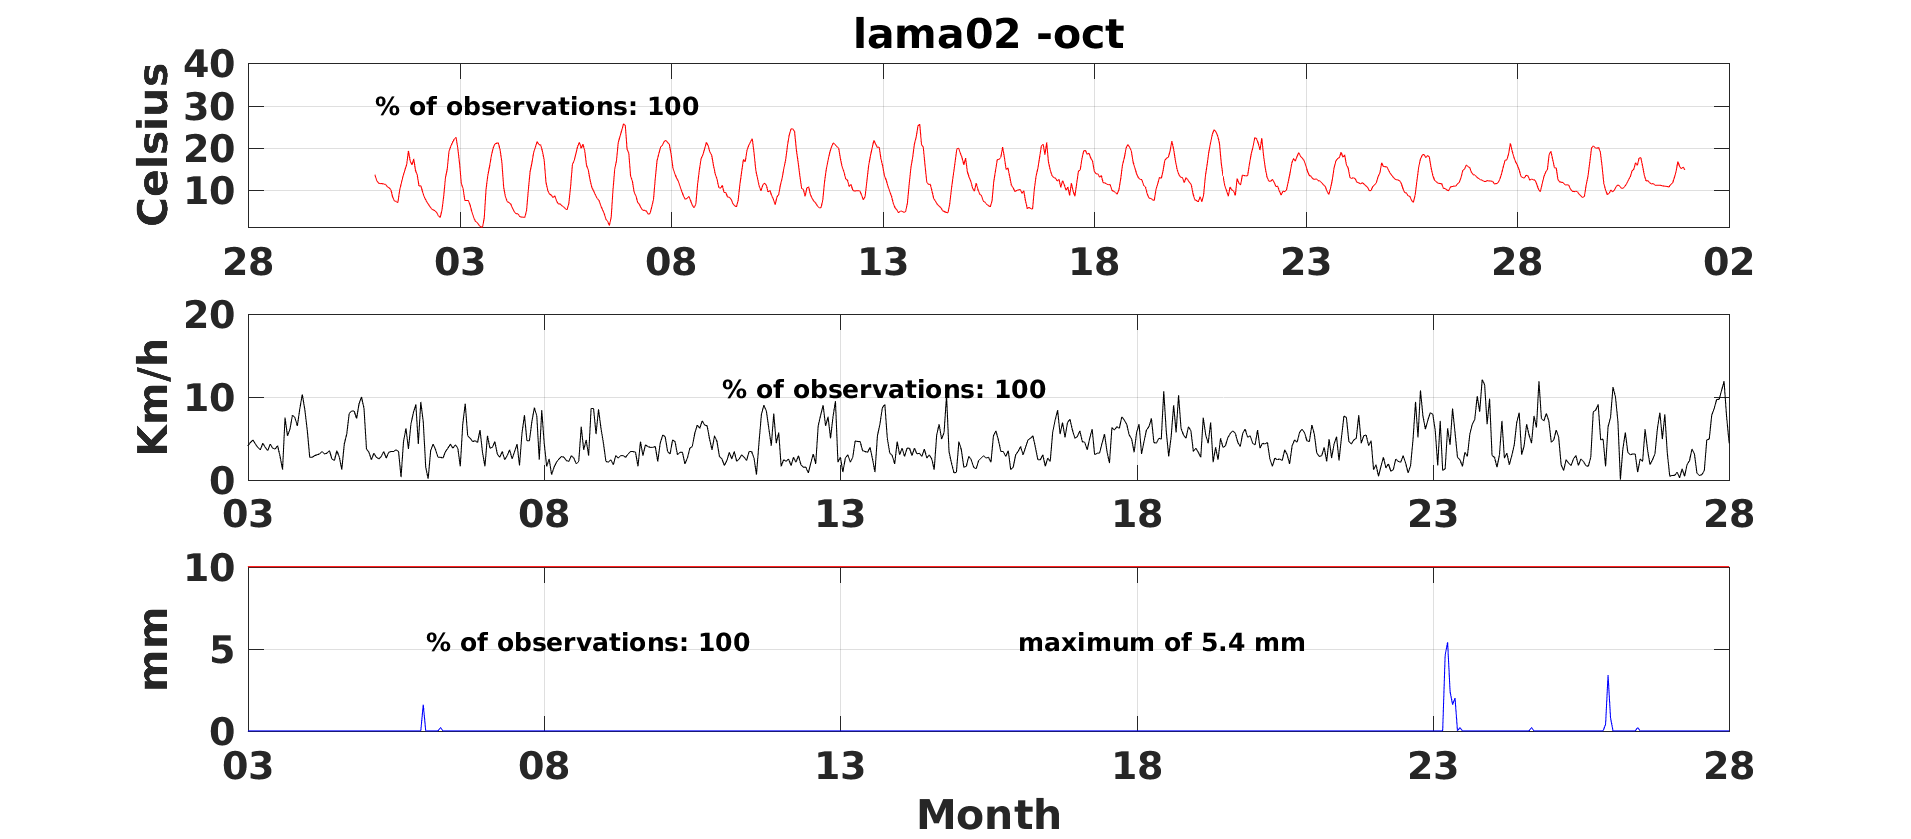 lama02 -oct
Celsius
40
30
20
10
% of observations: 100
28 03 08 13 18 23 28 02
Km/h
20
10
0
% of observations: 100
03 08 13 18 23 28
mm
10
5
0
% of observations: 100 maximum of 5.4 mm
03 08 13 18 23 28
Month